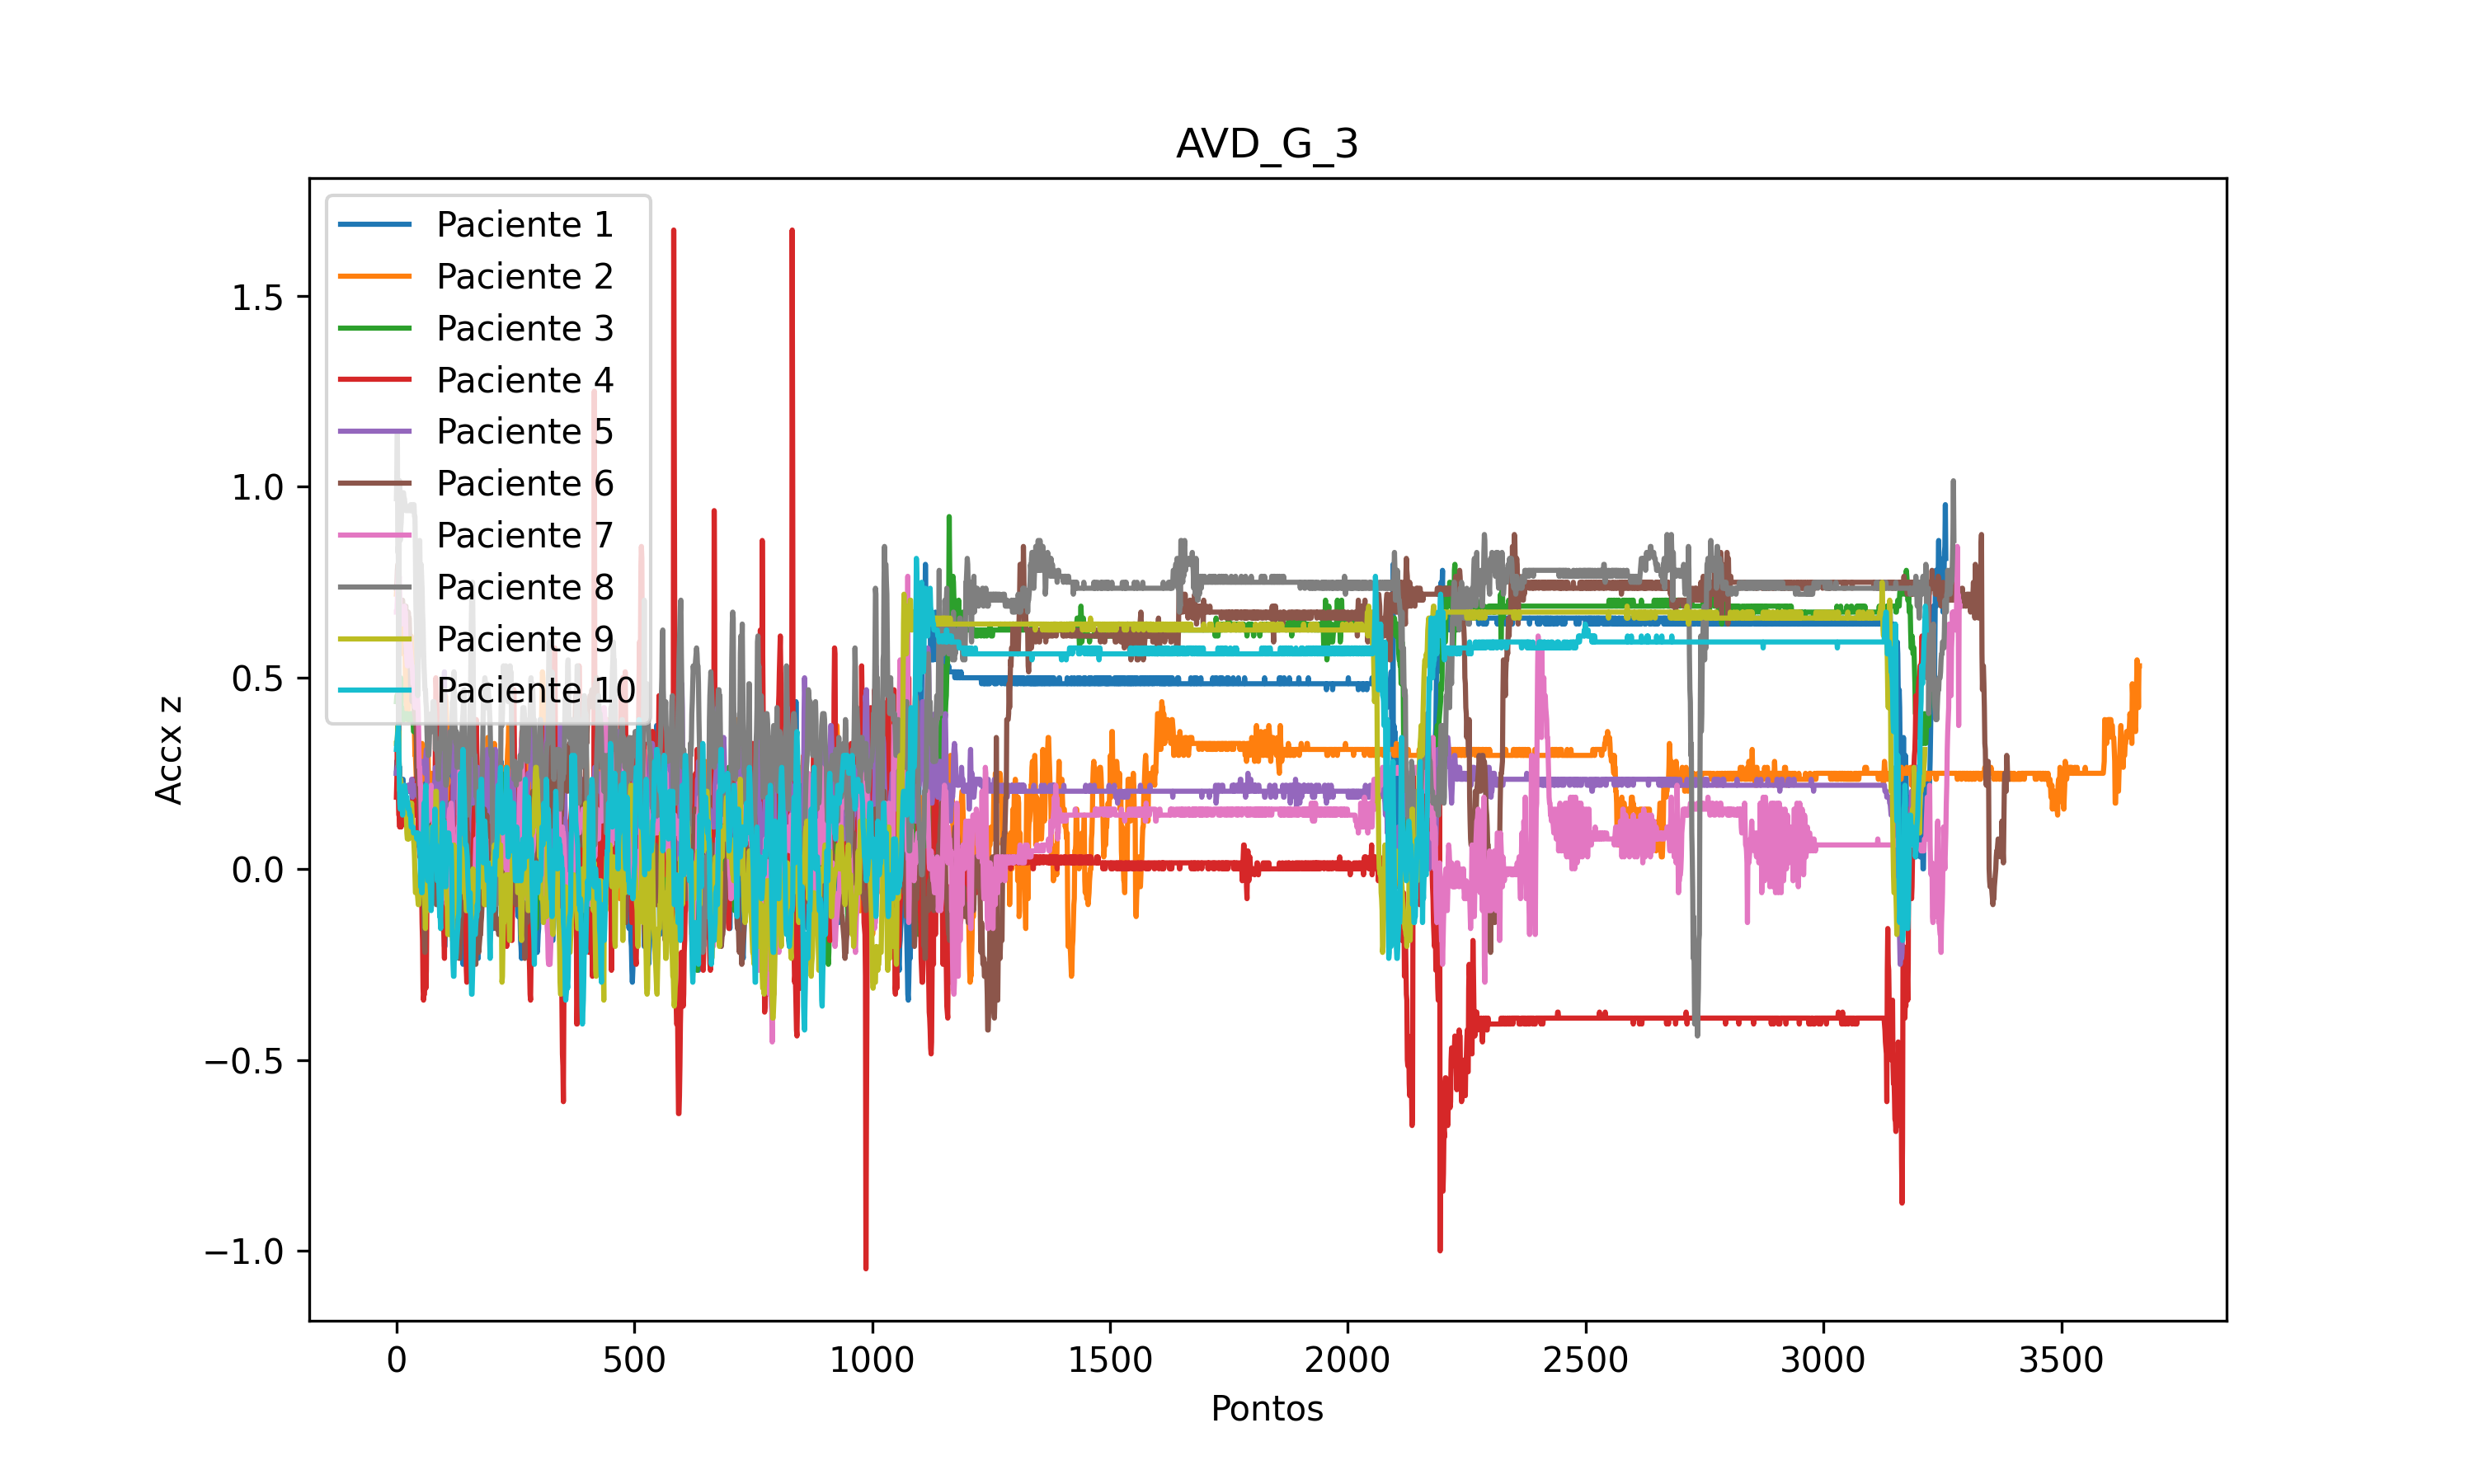 AVD_G_3
Paciente 1
Paciente 2
Paciente 3
Paciente 4
Paciente 5
Paciente 6
Paciente 7
Paciente 8
Paciente 9
Paciente 10
1.5
1.0
0.5
0.0
−0.5
−1.0
Accx z
0 500 1000 1500 2000 2500 3000 3500
Pontos